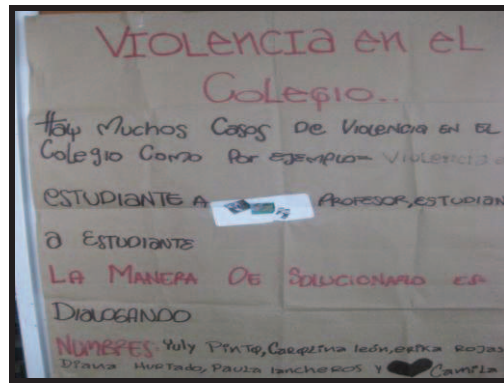 VIOLENCIA EN EL
COLEGIO...
Hay Muchos Casos De Violencia EN EL
Colegio Como Por EJEMPLO= Violencia
ESTUDIANTE A PROFESOR, ESTUDIAN
a ESTUDIANTE
LA MANERA DE SOLUCIONARLO ES
DIALOGANDO
NOMBRES: Yuly PINTO, Carolina león, erika ROJAS
Diana HURTADO, PAULA lancheros Y Camila